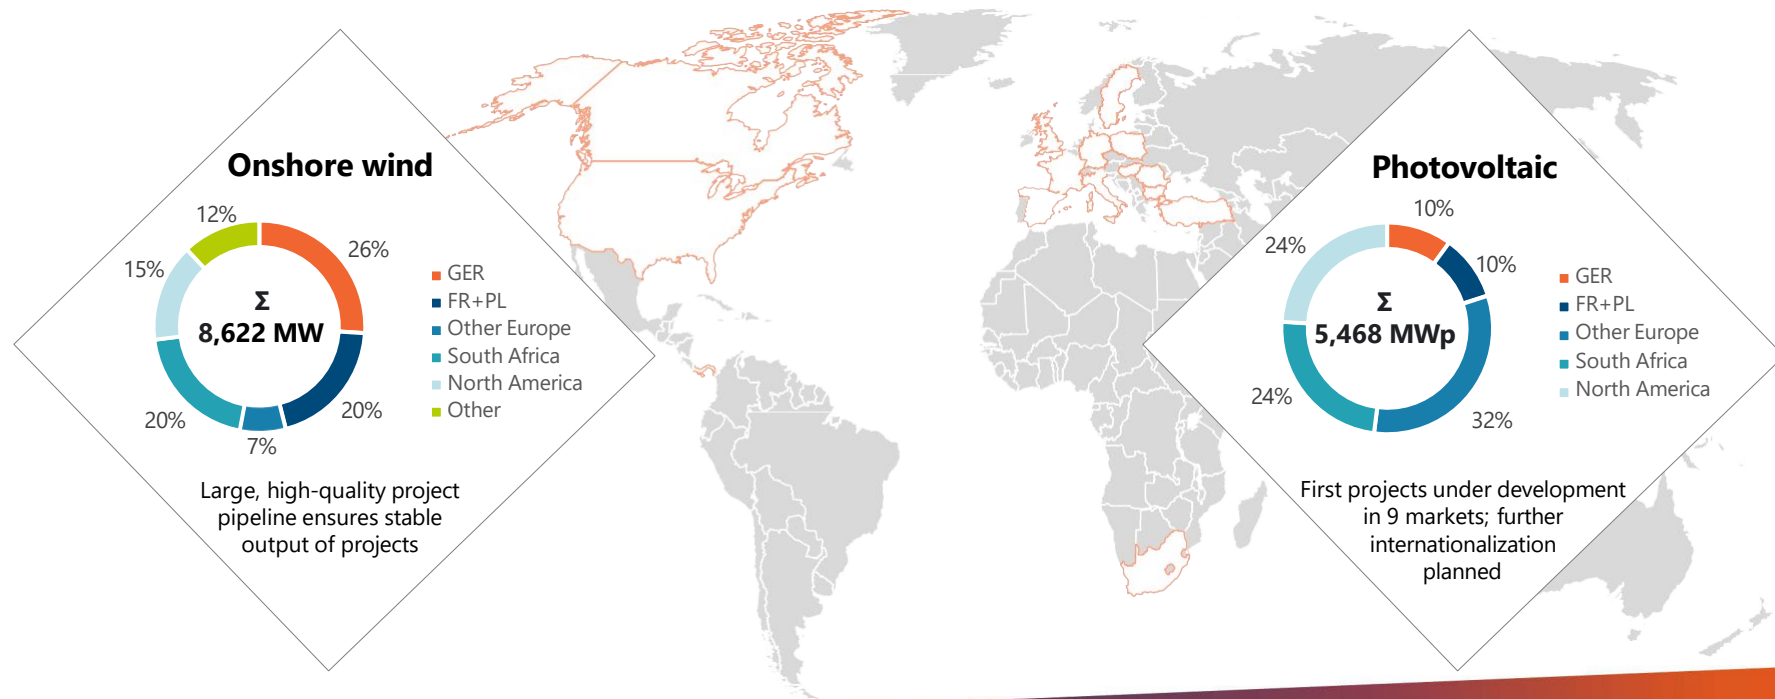 Onshore wind
12%
26%
15%
Σ
8,622 MW
20%
20%
7%
GER
FR+PL
Other Europe
South Africa
North America
Other
Large, high-quality project
pipeline ensures stable
output of projects
Photovoltaic
10%
24%
10%
Σ
5,468 MWp
24%
32%
GER
FR+PL
Other Europe
South Africa
North America
First projects under development
in 9 markets; further
internationalization
planned